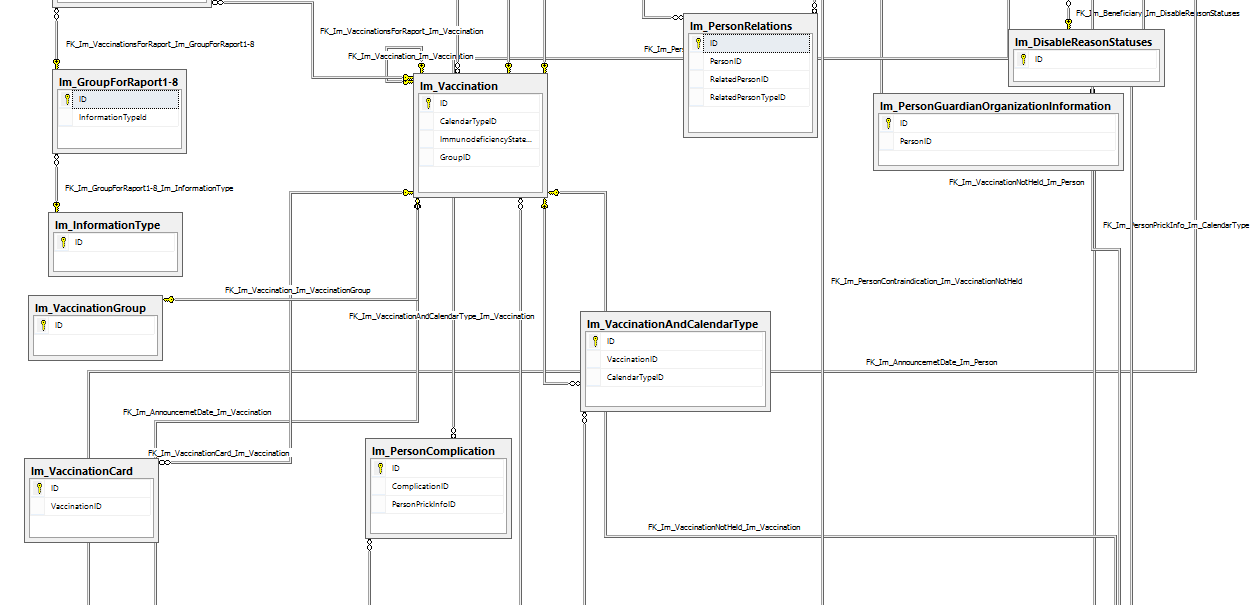 FK_Im_VaccinationsForRaport_Im_GroupForRaport1-8
FK_Im_VaccinationsForRaport_Im_Vaccination
FK_Im_Vaccination_Im_Vaccination
FK_Im_Beneficiary_Im_DisableReasonStatuses
Im_PersonRelations
ID
PersonID
RelatedPersonID
RelatedPersonTypeID
FK_Im_Per
Im_DisableReasonStatuses
ID
Im_GroupForRaport1-8
ID
InformationTypeId
Im_Vaccination
ID
CalendarTypeID
ImmunodeficiencyState...
GroupID
Im_PersonGuardianOrganizationInformation
ID
PersonID
FK_Im_GroupForRaport1-8_Im_InformationType
FK_Im_VaccinationNotHeld_Im_Person
Im_InformationType
ID
FK_Im_PersonPrickInfo_Im_CalendarType
FK_Im_Vaccination_Im_VaccinationGroup
FK_Im_PersonContraindication_Im_VaccinationNotHeld
Im_VaccinationGroup
ID
FK_Im_VaccinationAndCalendarType_Im_Vaccination
Im_VaccinationAndCalendarType
ID
VaccinationID
CalendarTypeID
FK_Im_AnnouncemetDate_Im_Person
FK_Im_AnnouncemetDate_Im_Vaccination
FK_Im_VaccinationCard_Im_Vaccination
Im_VaccinationCard
ID
VaccinationID
Im_PersonComplication
ID
ComplicationID
PersonPrickInfoID
FK_Im_VaccinationNotHeld_Im_Vaccination